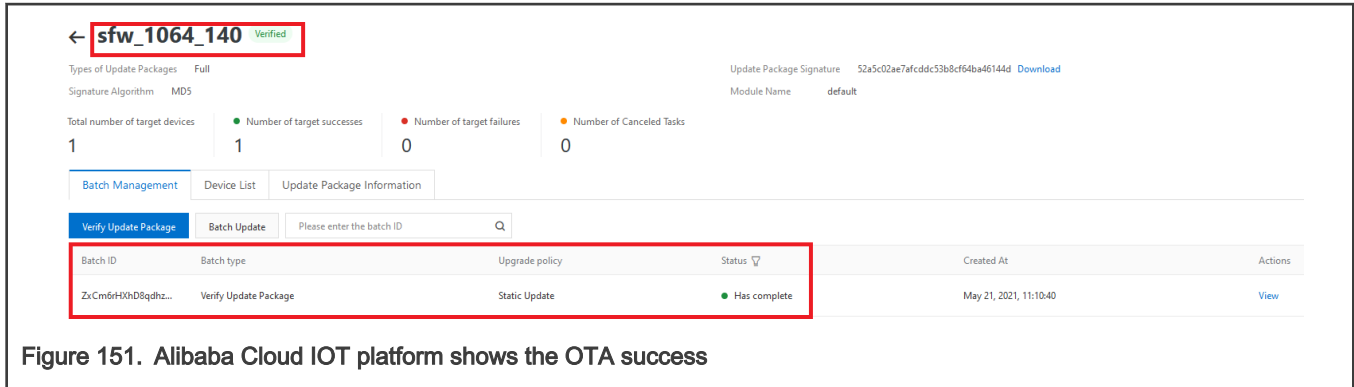 ← sfw_1064_140 Verified
Types of Update Packages Full Update Package Signature 52a5c02ae7afcddc53b8cf64ba46144d Download
Signature Algorithm MD5 Module Name default
Total number of target devices Number of target successes Number of target failures Number of Canceled Tasks
1 1 0 0
Batch Management Device List Update Package Information
Verify Update Package Batch Update Please enter the batch ID
Batch ID Batch type Upgrade policy Status Created At Actions
ZxCm6rHXhD8qdhz... Verify Update Package Static Update Has complete May 21, 2021, 11:10:40 View
Figure 151. Alibaba Cloud IOT platform shows the OTA success